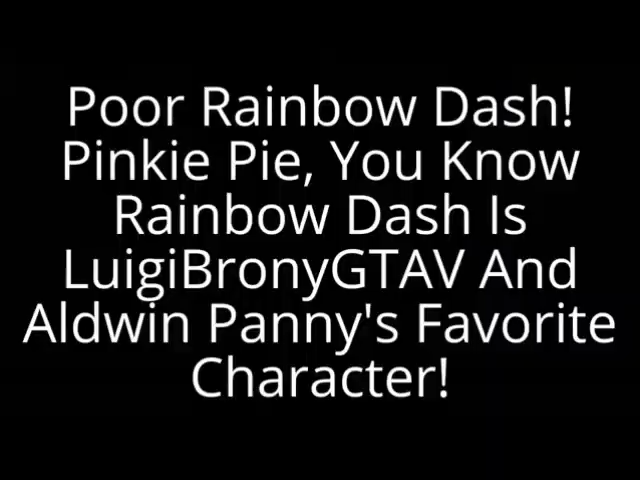 Poor Rainbow Dash!
Pinkie Pie, You Know
Rainbow Dash Is
LuigiBronyGTAV And
Aldwin Panny's Favorite
Character!